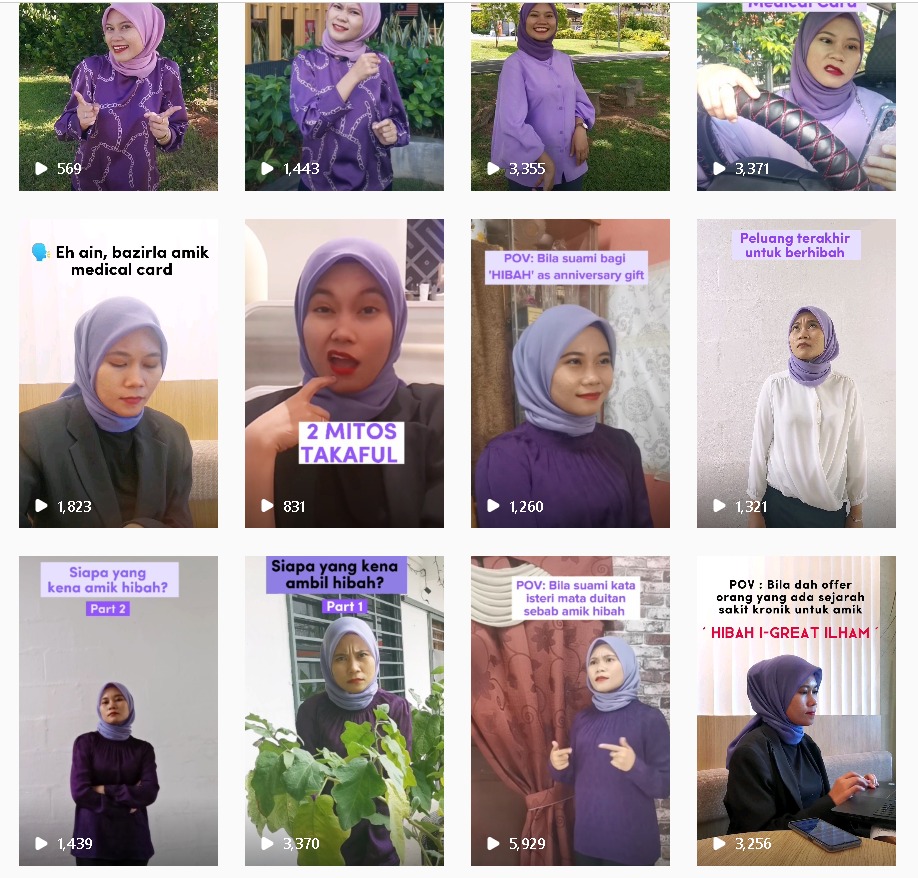 Medical Card
569
1,443
3,355
3,371
Eh ain, bazirla amik
medical card
2 MITOS
TAKAFUL
POV: Bila suami bagi
'HIBAH' as anniversary gift
Peluang terakhir
untuk berhibah
1,823
831
1,260
1,321
Siapa yang
kena amik hibah?
Part 2
Siapa yang kena
ambil hibah?
Part 1
POV: Bila suami kata
isteri mata duitan
sebab amik hibah
POV : Bila dah offer
orang yang ada sejarah
sakit kronik untuk amik
´ HIBAH I-GREAT ILHAM ´
1,439
3,370
5,929
3,256